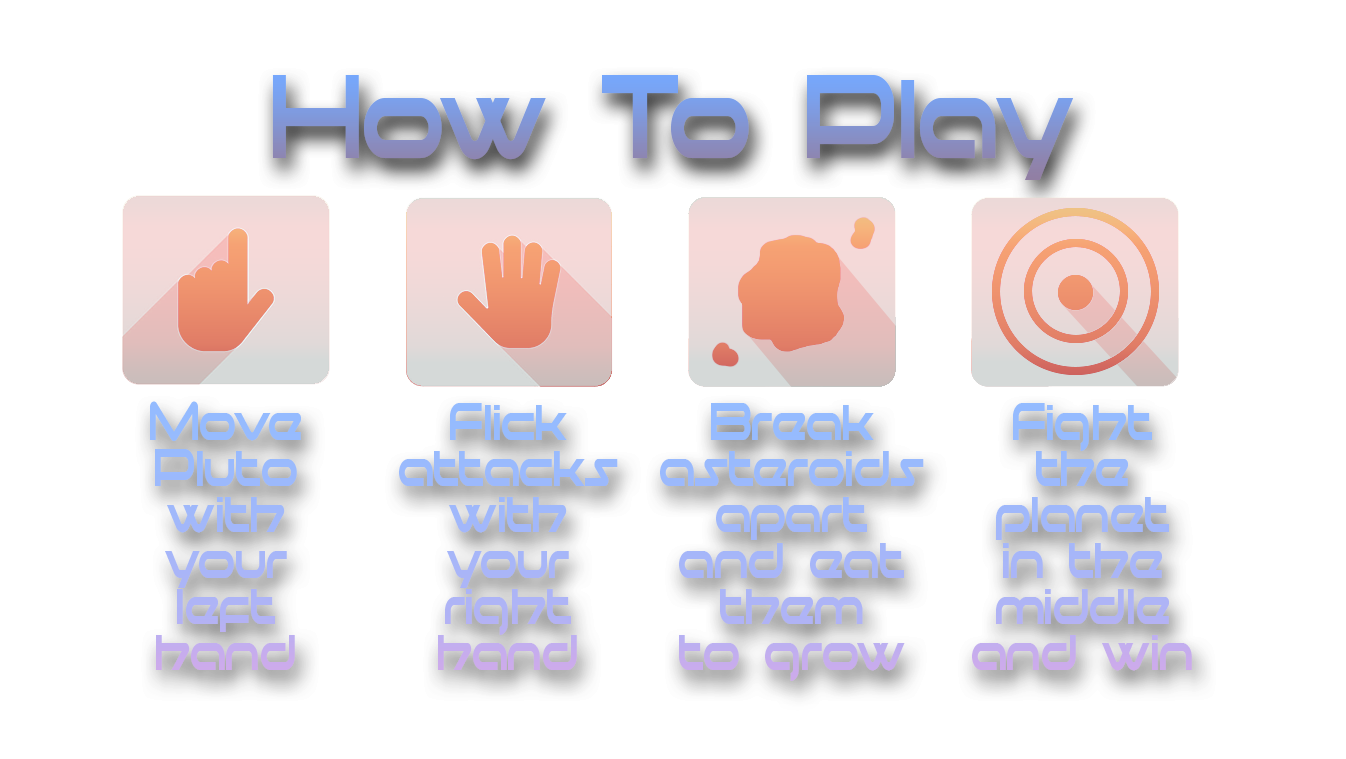 How To Play
Move
Pluto
with
your
left
hand
Flick
attacks
with
your
right
hand
Break
asteroids
apart
and eat
them
to grow
Fight
the
planet
in the
middle
and win